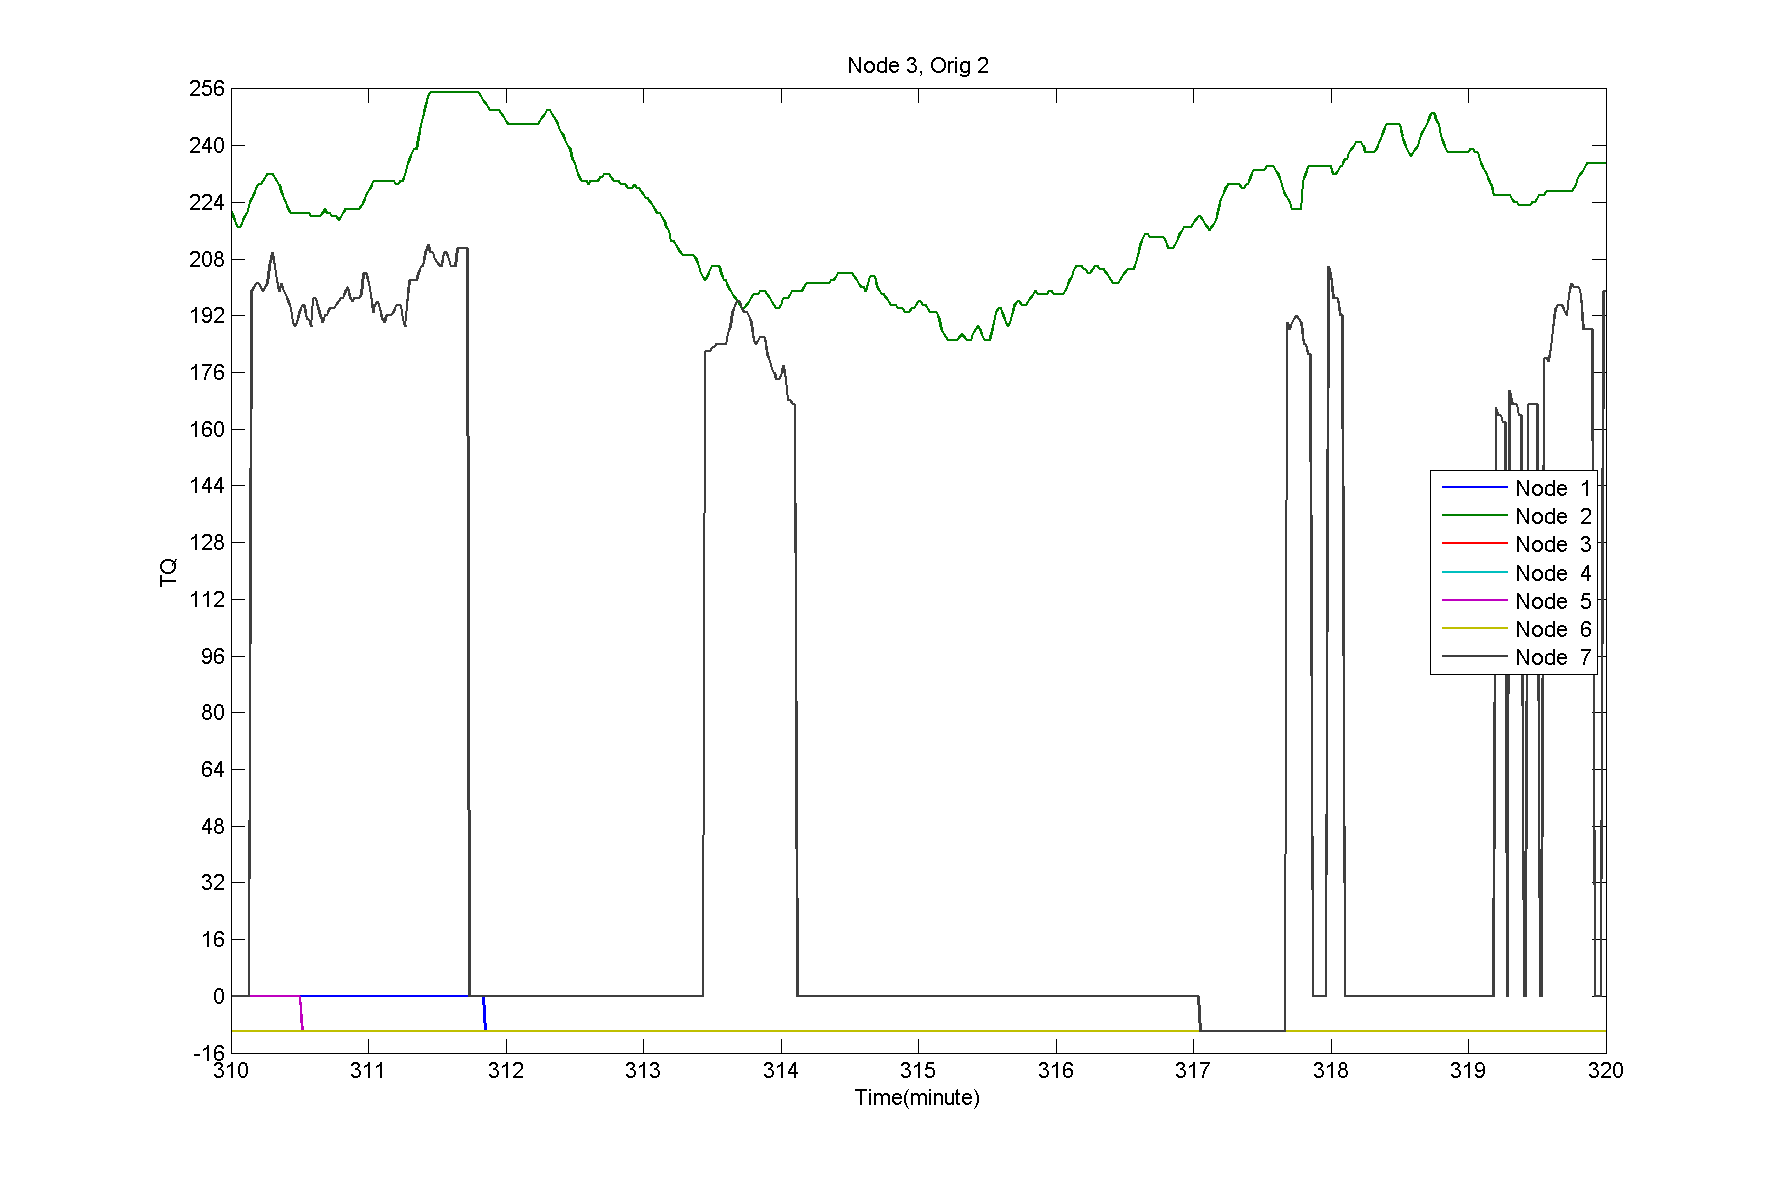 Node 3, Orig 2
256
240
224
208
192
176
160
144
128
112
96
80
64
48
32
16
0
-16
TQ
Node 1
Node 2
Node 3
Node 4
Node 5
Node 6
Node 7
310 311 312 313 314 315 316 317 318 319 320
Time(minute)